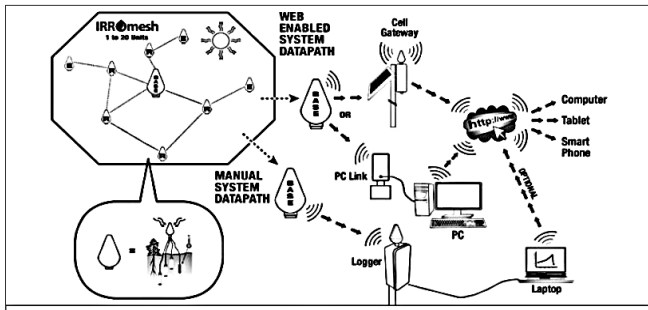 IRROmesh
1 to 20 Units
BASE
WEB
ENABLED
SYSTEM
DATAPATH
BASE
OR
Cell
Gateway
http://www
Computer
Tablet
Smart
Phone
MANUAL
SYSTEM
DATAPATH
BASE
PC Link
PC
OPTIONAL
Logger
Laptop
=